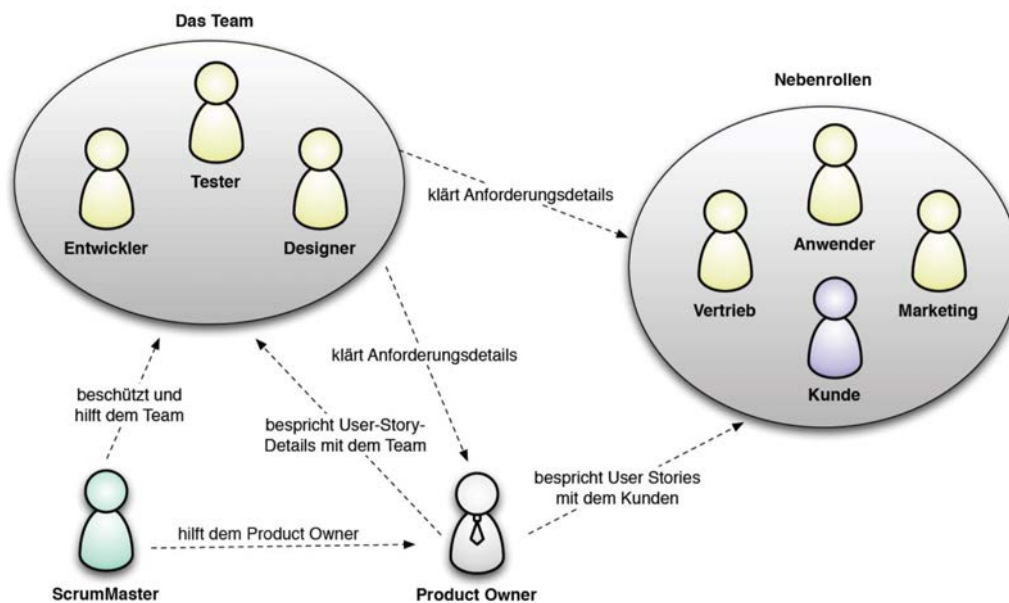 Das Team
Nebenrollen
Tester
Entwickler
Designer
klärt Anforderungsdetails
Anwender
Vertrieb
Marketing
Kunde
klärt Anforderungsdetails
beschützt und
hilft dem Team
bespricht User-Story-
Details mit dem Team
bespricht User Stories
mit dem Kunden
hilft dem Product Owner
ScrumMaster
Product Owner